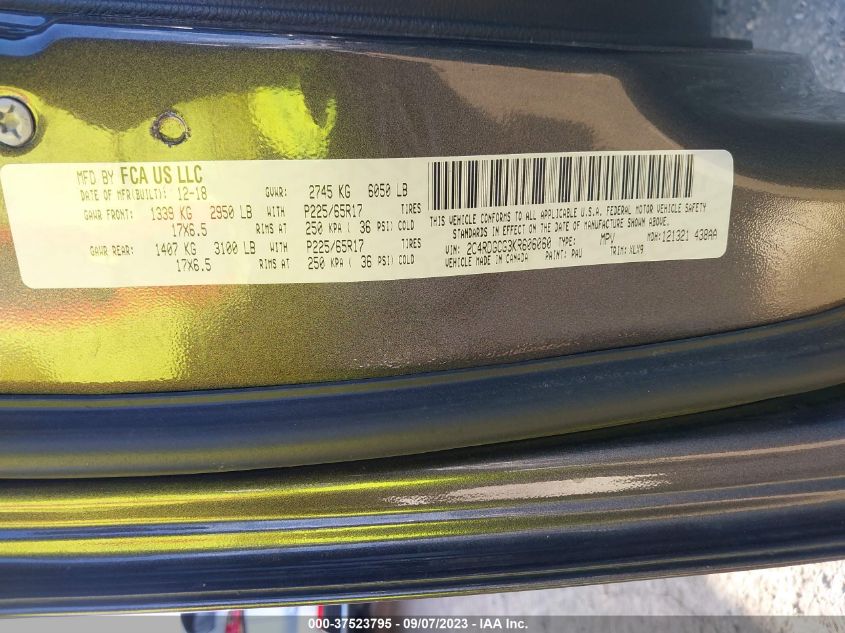 MFD BY FCA US LLC
DATE OF MFR(BUILT): 12-18 GVWR: 2745 KG 6050 LB
GAWR FRONT: 1339 KG 2950 LB WITH P225/65R17 TIRES
17X6.5 RIMS AT 250 KPA ( 36 PSI) COLD
GAWR REAR: 1407 KG 3100 LB WITH P225/65R17 TIRES
17X6.5 RIMS AT 250 KPA ( 36 PSI) COLD
THIS VEHICLE CONFORMS TO ALL APPLICABLE U.S.A. FEDERAL MOTOR VEHICLE SAFETY
STANDARDS IN EFFECT ON THE DATE OF MANUFACTURE SHOWN ABOVE.
VIN: 2C4RDGCG3KR606060 TYPE: MPV MDH: 121321 438AA
VEHICLE MADE IN CANADA PAINT: PAU TRIM: XLX9
000-37523795 - 09/07/2023 - IAA Inc.